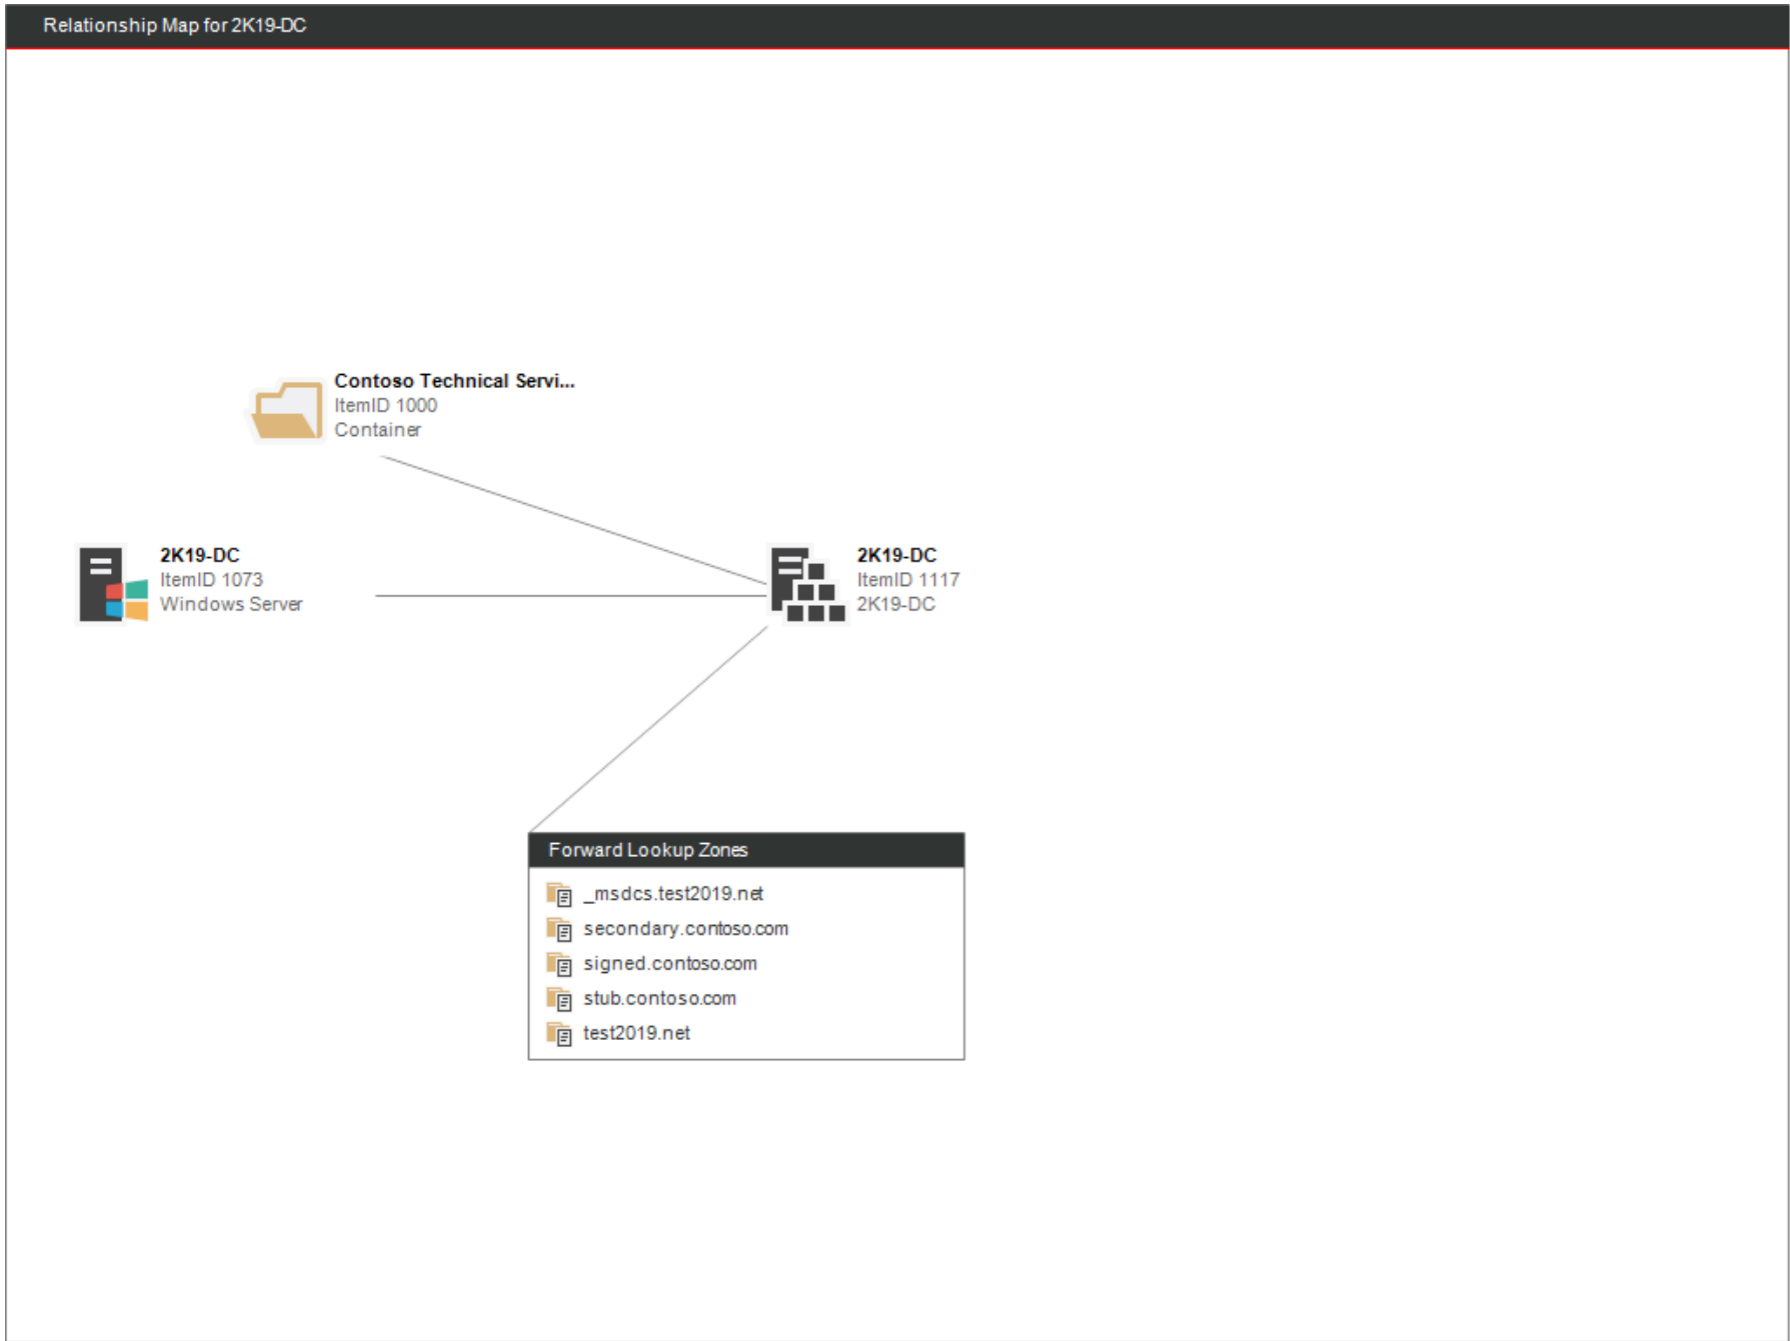 Relationship Map for 2K19-DC
Contoso Technical Servi...
ItemID 1000
Container
2K19-DC
ItemID 1073
Windows Server
2K19-DC
ItemID 1117
2K19-DC
Forward Lookup Zones
_msdcs.test2019.net
secondary.contoso.com
signed.contoso.com
stub.contoso.com
test2019.net